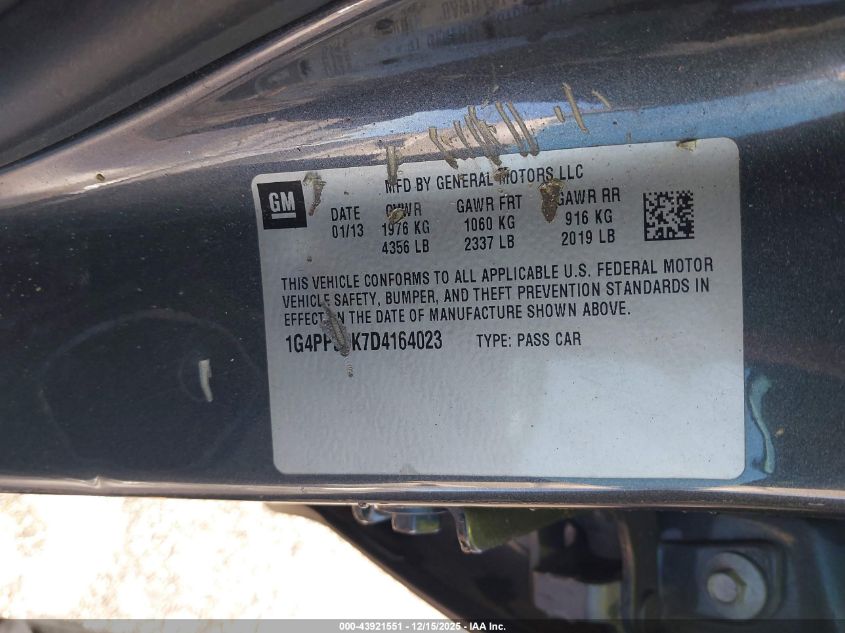 GM
MFD BY GENERAL MOTORS LLC
DATE GVWR GAWR FRT GAWR RR
01/13 1976 KG 1060 KG 916 KG
4356 LB 2337 LB 2019 LB
THIS VEHICLE CONFORMS TO ALL APPLICABLE U.S. FEDERAL MOTOR
VEHICLE SAFETY, BUMPER, AND THEFT PREVENTION STANDARDS IN
EFFECT ON THE DATE OF MANUFACTURE SHOWN ABOVE.
TYPE: PASS CAR
000-43921551 - 12/15/2025 - IAA Inc.